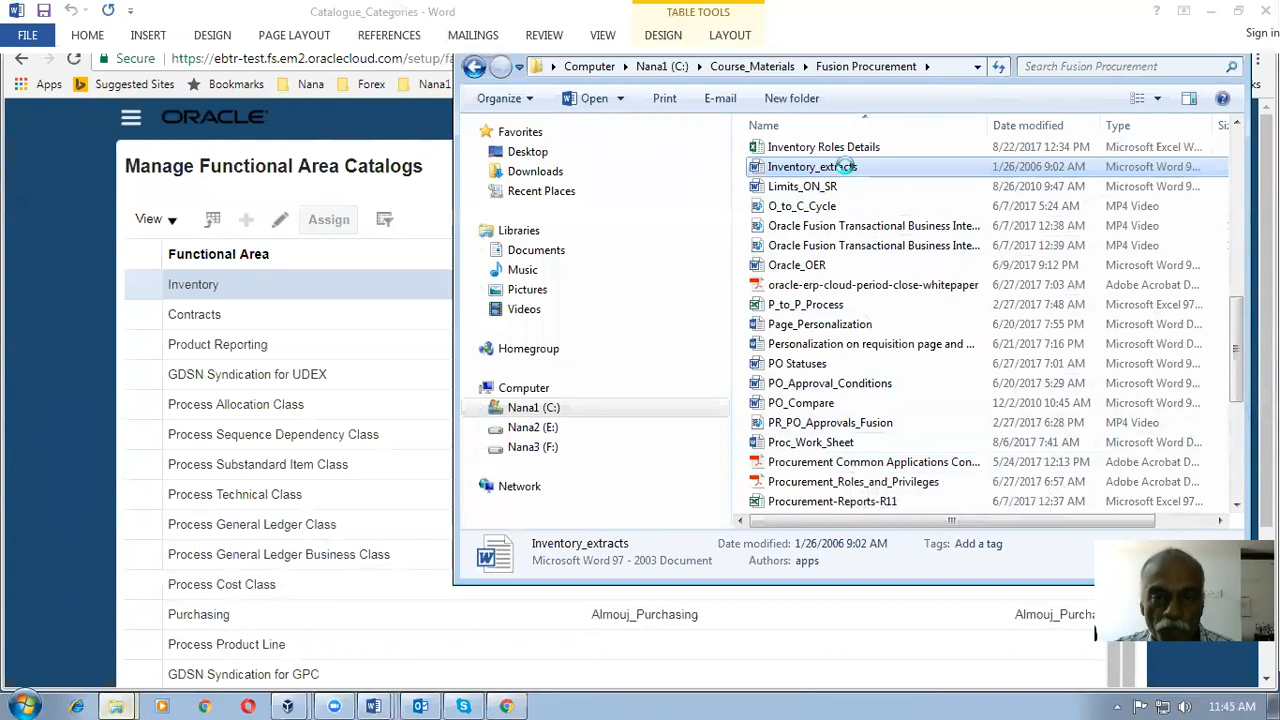 Catalogue_Categories - Word
TABLE TOOLS
?
FILE
HOME
INSERT
DESIGN
PAGE LAYOUT
REFERENCES
MAILINGS
REVIEW
VIEW
DESIGN
LAYOUT
Sign in
Secure
https://ebtr-test.fs.em2.oraclecloud.com/setup/fa
Apps
Suggested Sites
Bookmarks
Nana
Forms
Nana1
ORACLE
Manage Functional Area Catalogs
View
Assign
Functional Area
Inventory
Contracts
Product Reporting
GDSN Syndication for UDEX
Process Allocation Class
Process Sequence Dependency Class
Process Substandard Item Class
Process Technical Class
Process General Ledger Class
Process General Ledger Business Class
Process Cost Class
Purchasing
Almouj_Purchasing
Almouj_Purcha
Process Product Line
GDSN Syndication for GPC
Computer
Nana1 (C:)
Course_Materials
Fusion Procurement
Search Fusion Procurement
Organize
Open
Print
E-mail
New folder
Favorites
Desktop
Downloads
Recent Places
Libraries
Documents
Music
Pictures
Videos
Homegroup
Computer
Nana1 (C:)
Nana2 (E:)
Nana3 (F:)
Network
Name
Date modified
Type
Si
Inventory Roles Details
8/22/2017 12:34 PM
Microsoft Excel W...
Inventory_extracts
1/26/2006 9:02 AM
Microsoft Word 9...
Limits_ON_SR
8/26/2010 9:47 AM
Microsoft Word 9...
O_to_C_Cycle
6/7/2017 5:24 AM
MP4 Video
Oracle Fusion Transactional Business Inte...
6/7/2017 12:38 AM
MP4 Video
Oracle Fusion Transactional Business Inte...
6/7/2017 12:39 AM
MP4 Video
Oracle_OER
6/9/2017 9:12 PM
Microsoft Word 9...
oracle-erp-cloud-period-close-whitepaper
6/27/2017 7:03 AM
Adobe Acrobat D...
P_to_P_Process
2/27/2017 7:48 AM
Microsoft Excel 97...
Page_Personalization
6/20/2017 7:55 PM
Microsoft Word D...
Personalization on requisition page and ...
6/21/2017 7:16 PM
Microsoft Word D...
PO Statuses
6/27/2017 7:01 AM
Microsoft Word 9...
PO_Approval_Conditions
6/20/2017 5:29 AM
Microsoft Word D...
PO_Compare
12/2/2010 10:45 AM
Microsoft Word 9...
PR_PO_Approvals_Fusion
2/27/2017 6:28 PM
MP4 Video
Proc_Work_Sheet
8/6/2017 7:41 AM
Microsoft Word 9...
Procurement Common Applications Con...
5/24/2017 12:13 PM
Adobe Acrobat D...
Procurement_Roles_and_Privileges
6/27/2017 6:57 AM
Adobe Acrobat D...
Procurement-Reports-R11
6/7/2017 12:37 AM
Microsoft Excel 97...
Inventory_extracts
Date modified: 1/26/2006 9:02 AM
Tags: Add a tag
Microsoft Word 97 - 2003 Document
Authors: apps
11:45 AM